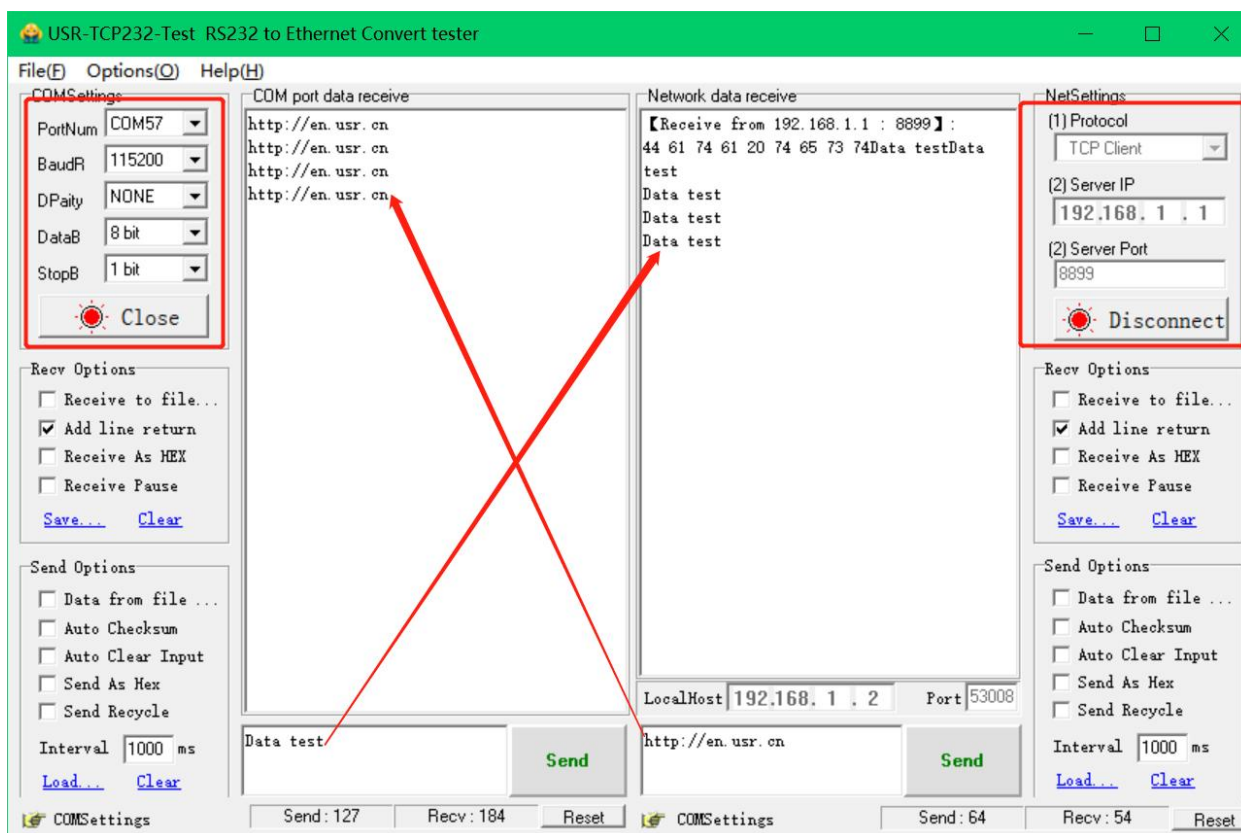 USR-TCP232-Test RS232 to Ethernet Convert tester
File(F) Options(O) Help(H)
COMSettings
PortNum COM57
BaudR 115200
DPaity NONE
DataB 8 bit
StopB 1 bit
Close
Recv Options
Receive to file...
Add line return
Receive As HEX
Receive Pause
Save... Clear
Send Options
Data from file ...
Auto Checksum
Auto Clear Input
Send As Hex
Send Recycle
Interval 1000 ms
Load... Clear
COM port data receive
http://en.usr.cn
http://en.usr.cn
http://en.usr.cn
http://en.usr.cn
Data test
Send
Network data receive
【Receive from 192.168.1.1 : 8899】:
44 61 74 61 20 74 65 73 74Data testData
test
Data test
Data test
Data test
LocalHost 192.168. 1 . 2 Port 53008
http://en.usr.cn
Send
NetSettings
(1) Protocol
TCP Client
(2) Server IP
192.168. 1 . 1
(2) Server Port
8899
Disconnect
Recv Options
Receive to file...
Add line return
Receive As HEX
Receive Pause
Save... Clear
Send Options
Data from file ...
Auto Checksum
Auto Clear Input
Send As Hex
Send Recycle
Interval 1000 ms
Load... Clear
COMSettings Send : 127 Recv : 184 Reset
COMSettings Send : 64 Recv : 54 Reset